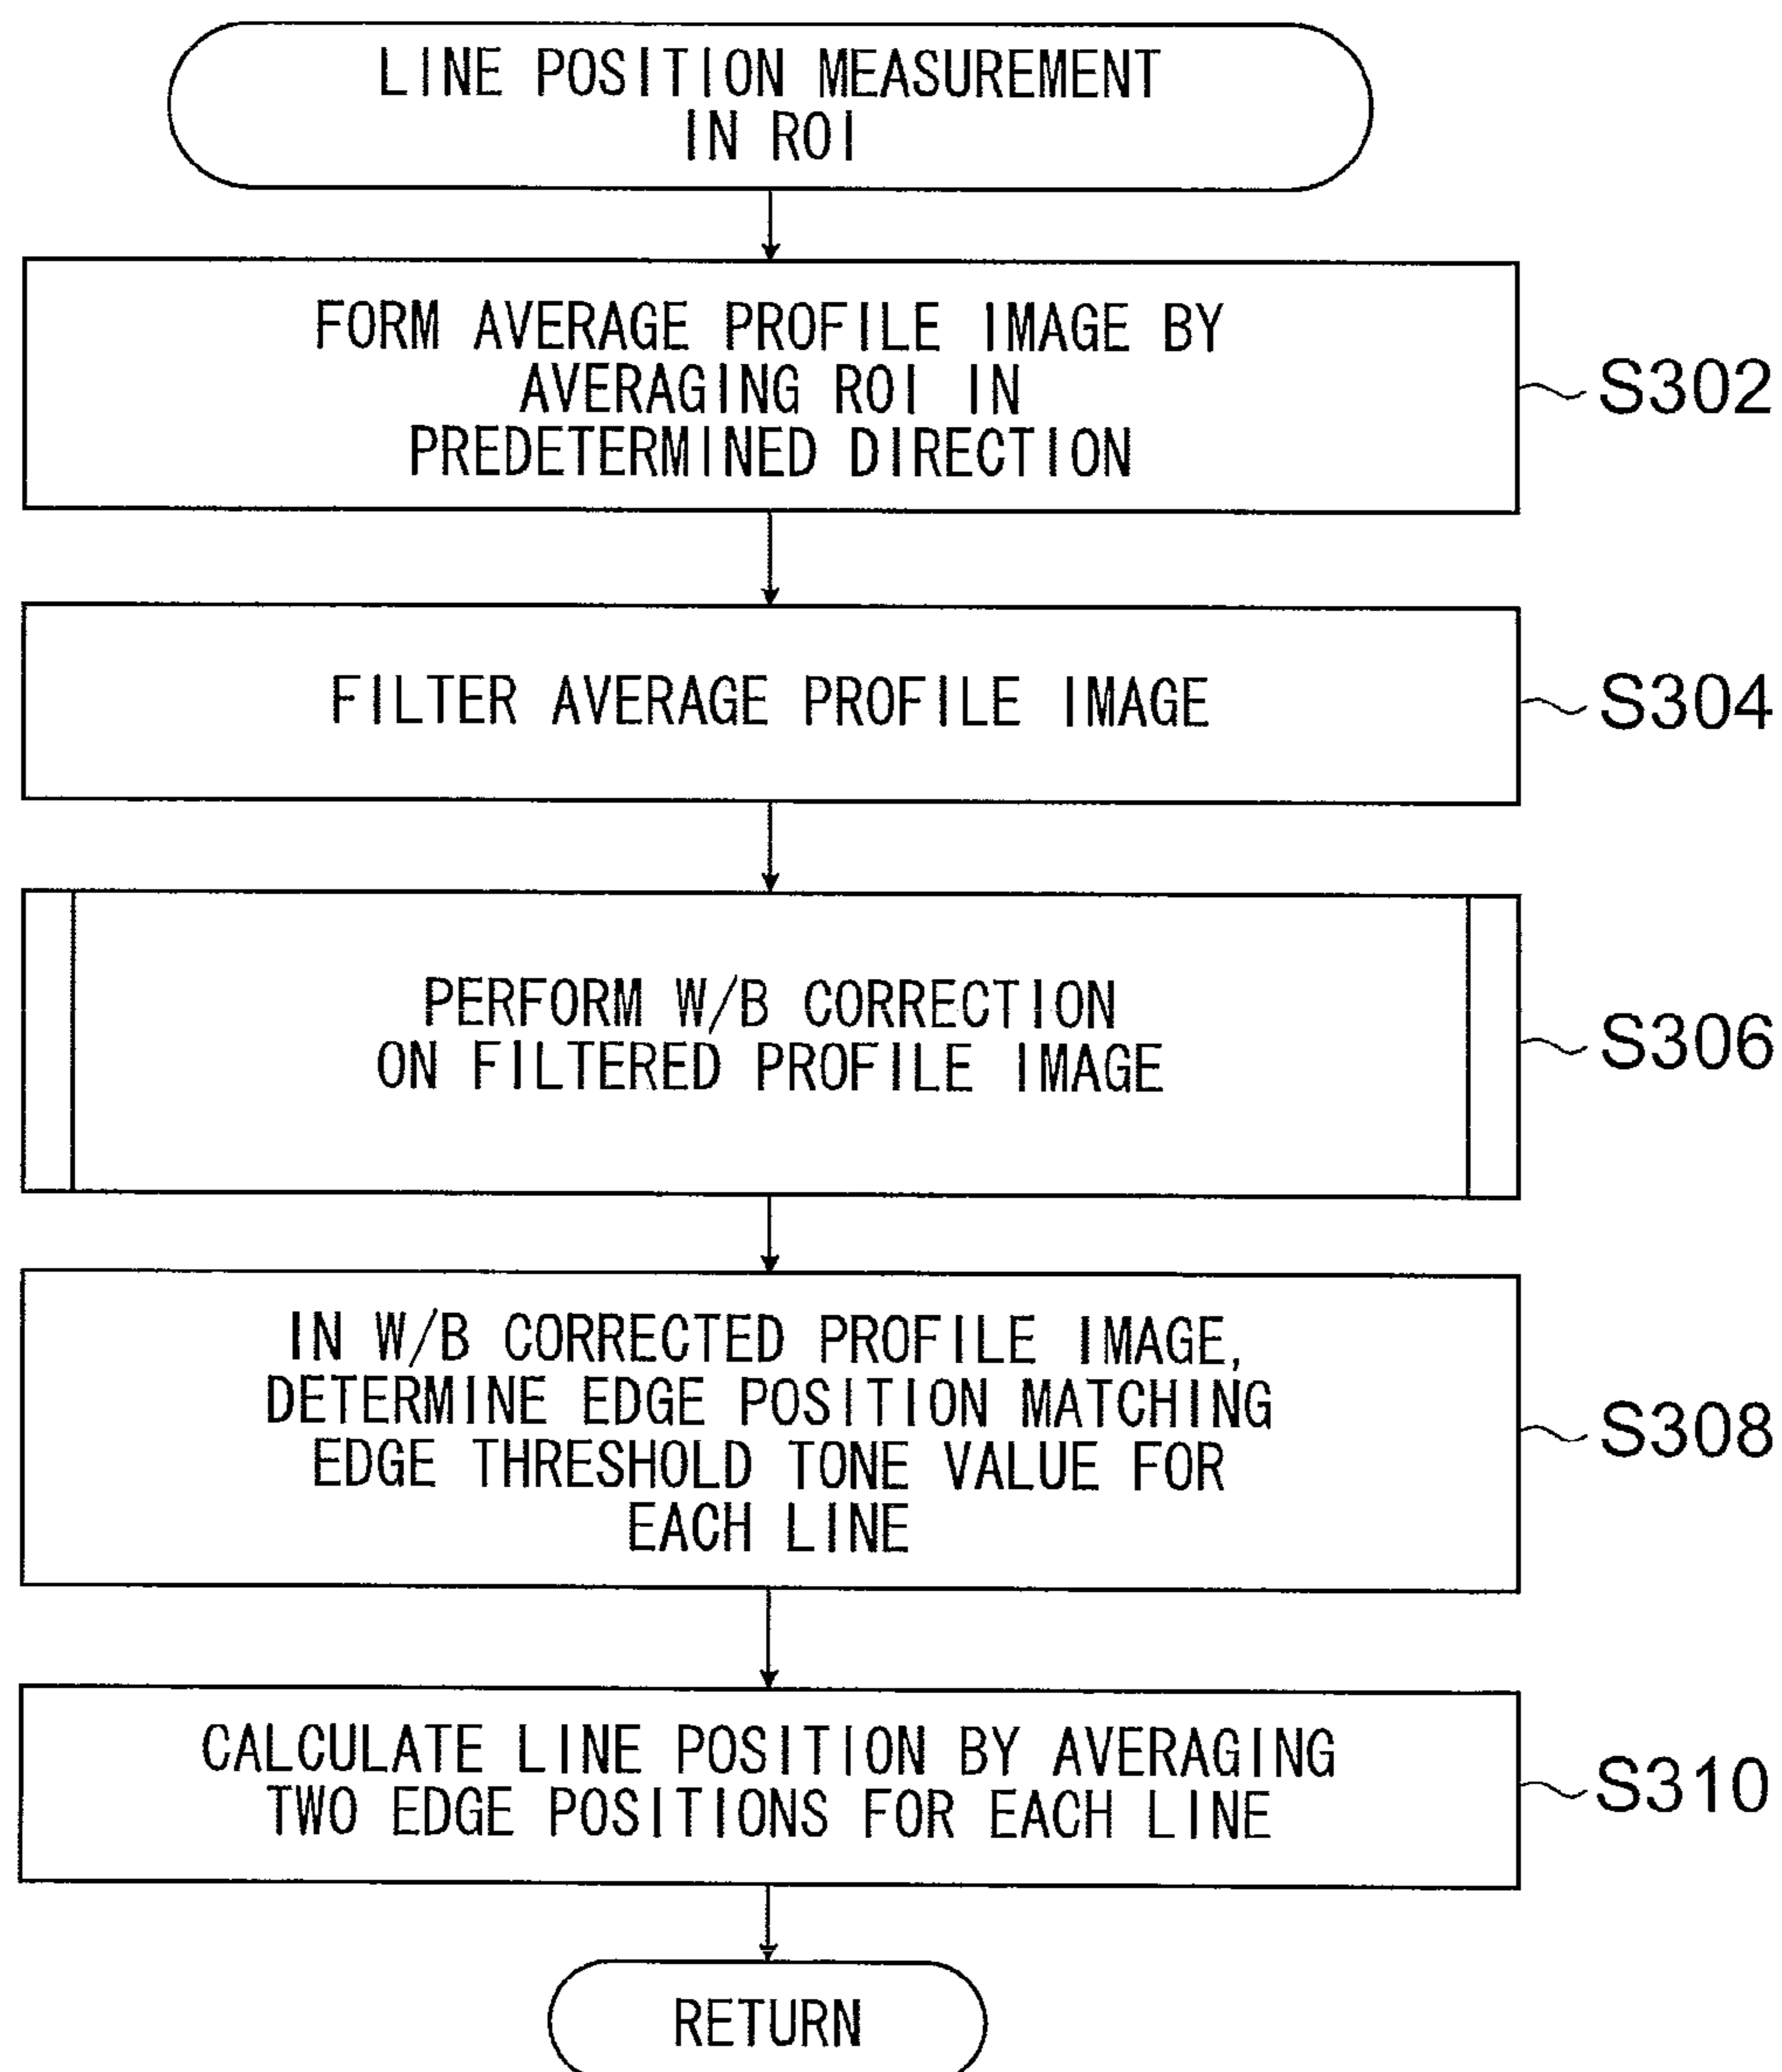 LINE POSITION MEASUREMENT
IN ROI
FORM AVERAGE PROFILE IMAGE BY
AVERAGING ROI IN
PREDETERMINED DIRECTION
S302
FILTER AVERAGE PROFILE IMAGE
S304
PERFORM W/B CORRECTION
ON FILTERED PROFILE IMAGE
S306
IN W/B CORRECTED PROFILE IMAGE,
DETERMINE EDGE POSITION MATCHING
EDGE THRESHOLD TONE VALUE FOR
EACH LINE
S308
CALCULATE LINE POSITION BY AVERAGING
TWO EDGE POSITIONS FOR EACH LINE
S310
RETURN